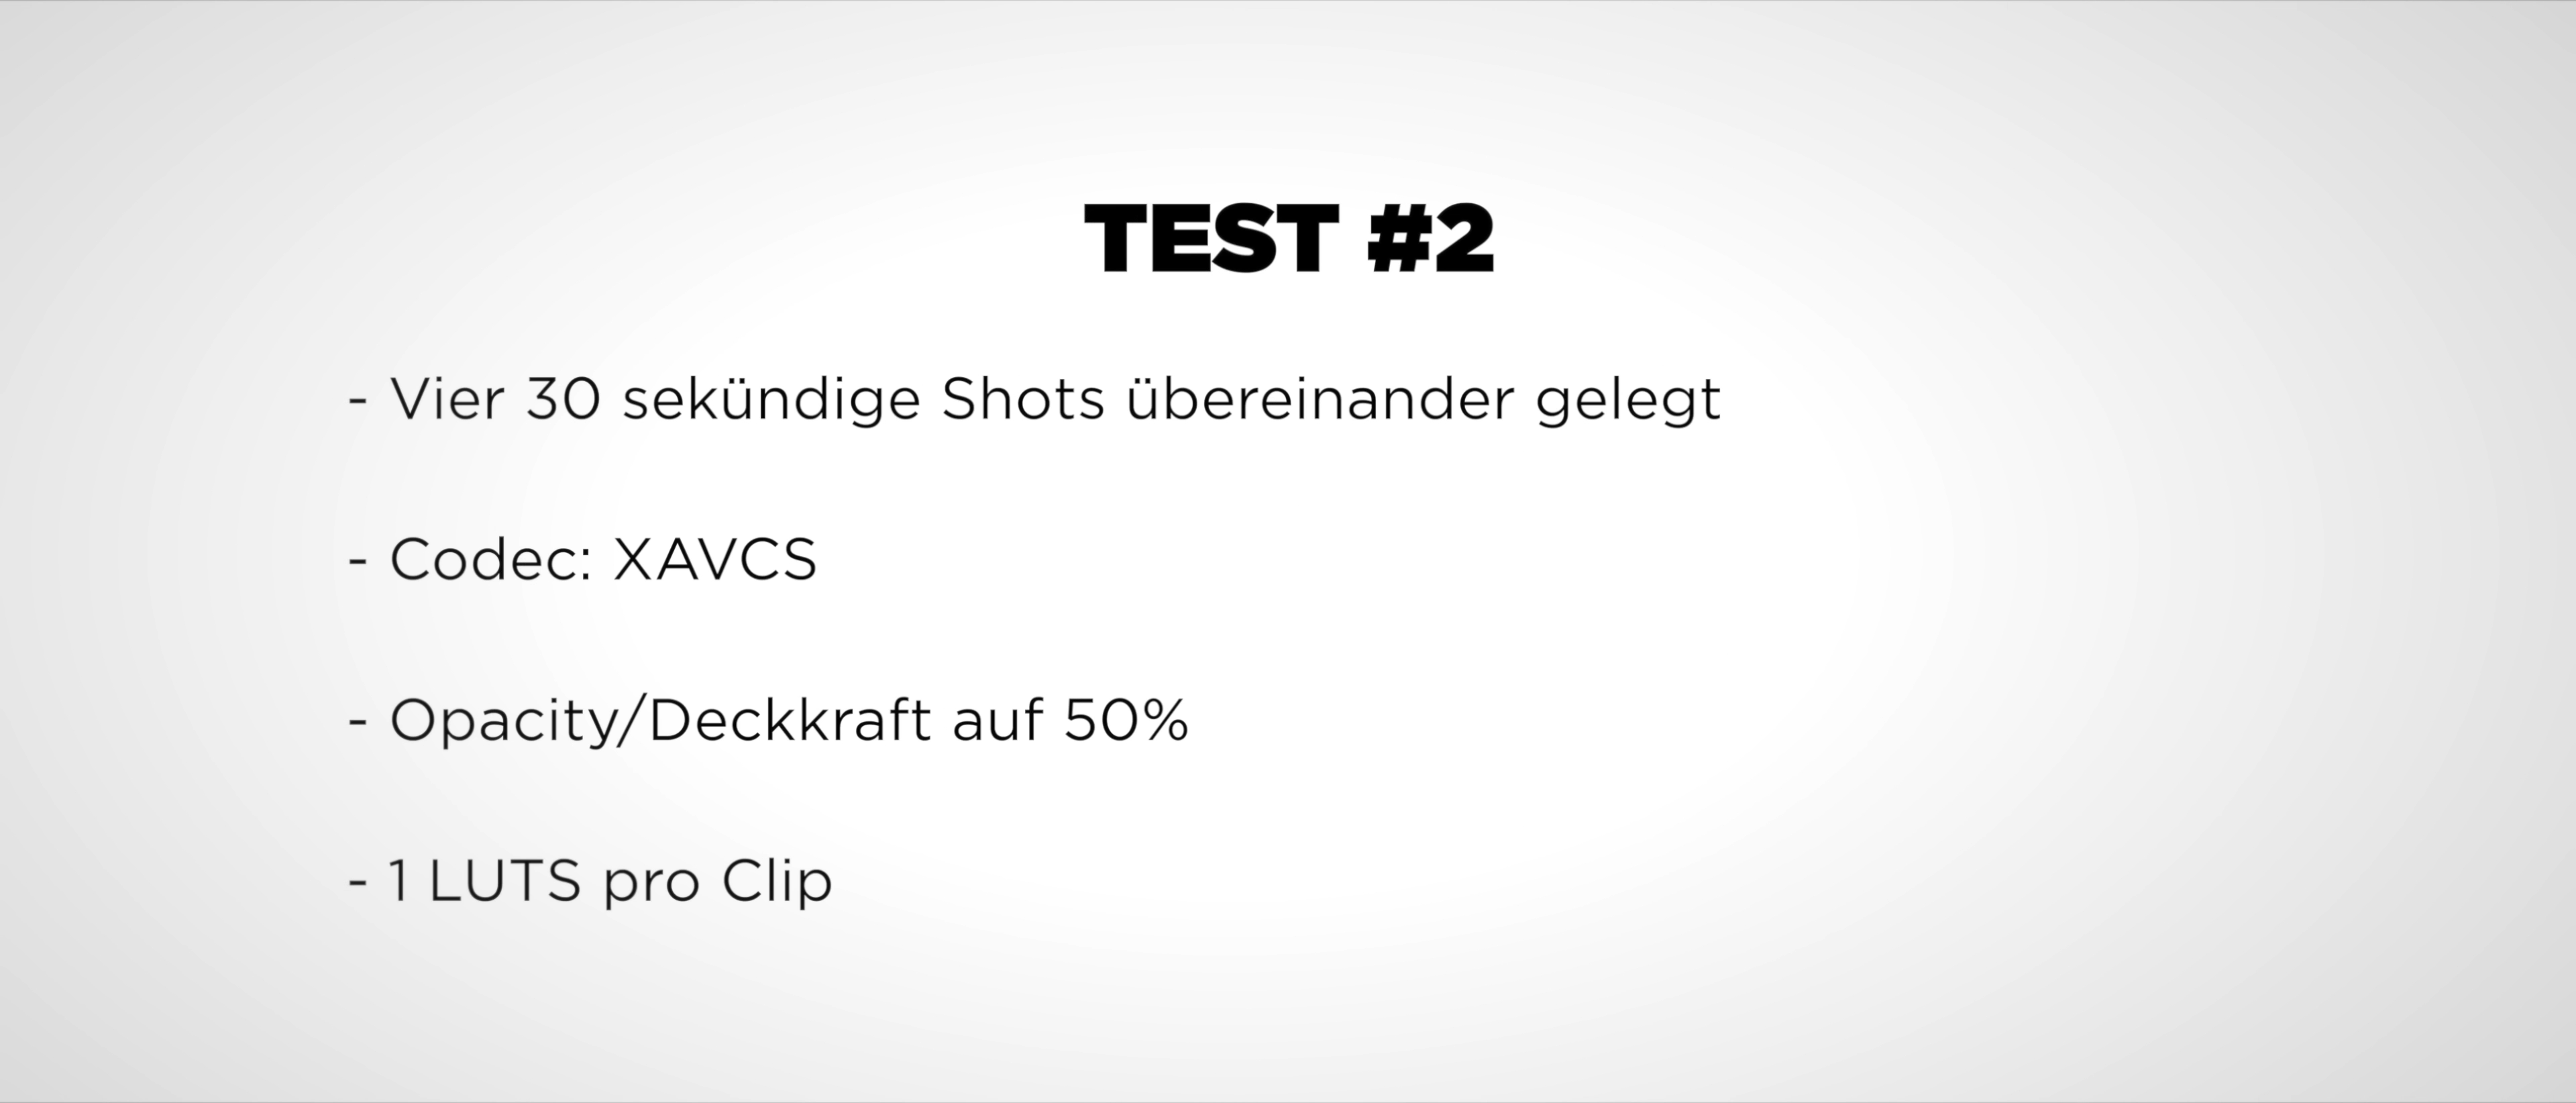 TEST #2
- Vier 30 sekündige Shots übereinander gelegt
- Codec: XAVCS
- Opacity/Deckkraft auf 50%
- 1 LUTS pro Clip